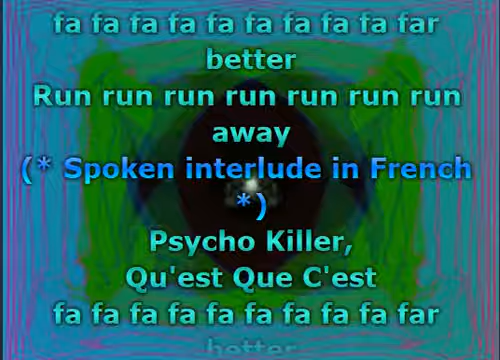 fa fa fa fa fa fa fa fa fa far
better
Run run run run run run run
away
(* Spoken interlude in French
*)
Psycho Killer,
Qu'est Que C'est
fa fa fa fa fa fa fa fa fa far
better